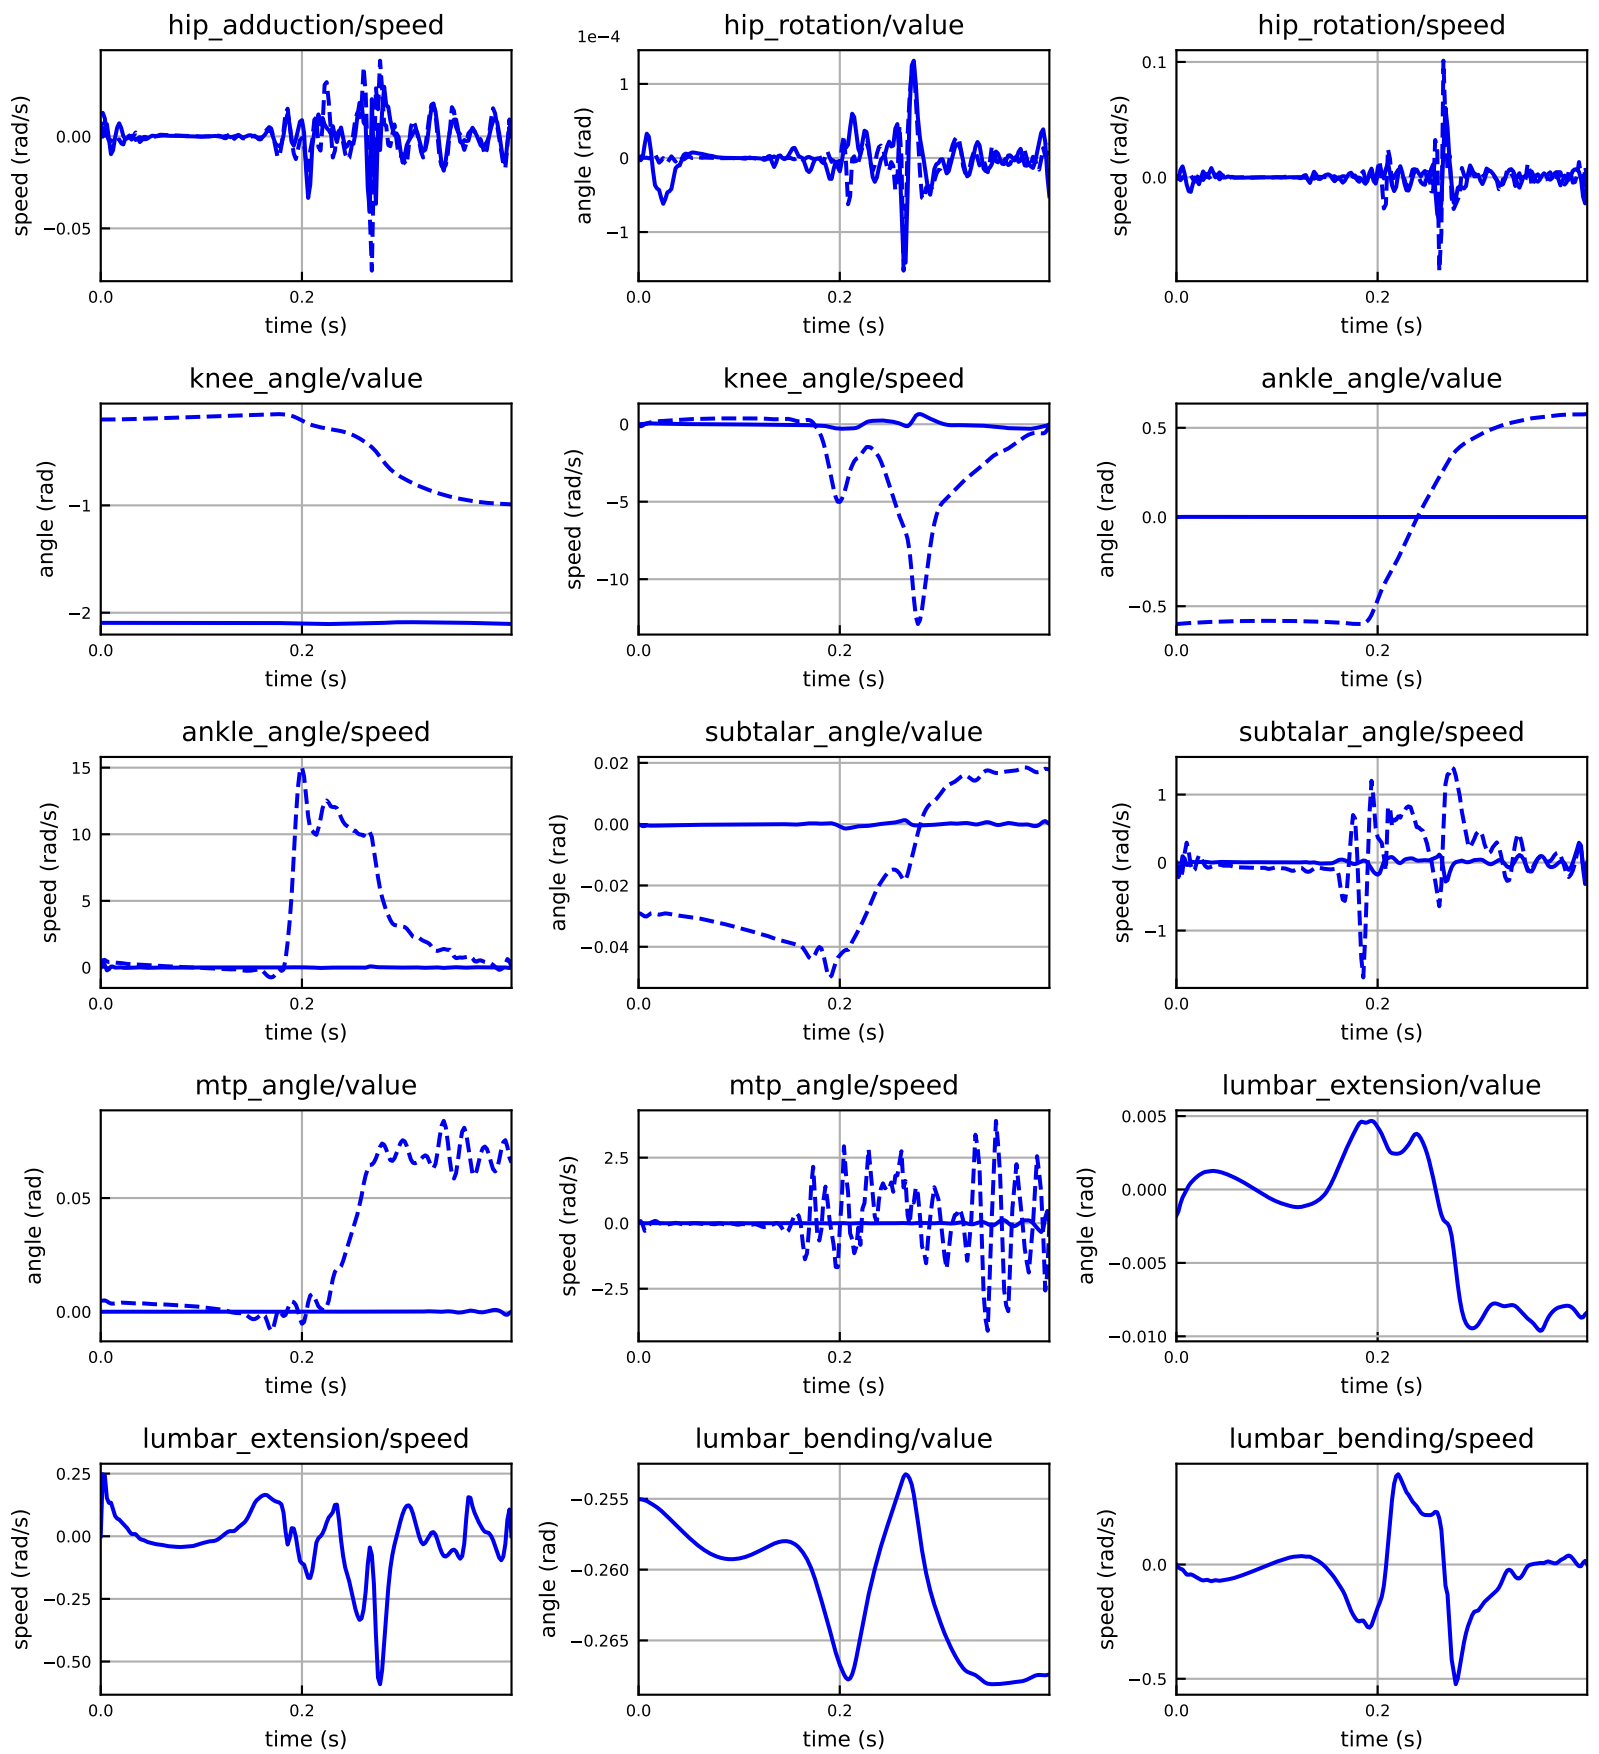 hip_adduction/speed
speed (rad/s)
0.00
−0.05
0.0
0.2
time (s)
hip_rotation/value
1e−4
angle (rad)
1
0
−1
0.0
0.2
time (s)
hip_rotation/speed
speed (rad/s)
0.1
0.0
0.0
0.2
time (s)
knee_angle/value
angle (rad)
−1
−2
0.0
0.2
time (s)
knee_angle/speed
speed (rad/s)
0
−5
−10
0.0
0.2
time (s)
ankle_angle/value
angle (rad)
0.5
0.0
−0.5
0.0
0.2
time (s)
ankle_angle/speed
speed (rad/s)
15
10
5
0
0.0
0.2
time (s)
subtalar_angle/value
angle (rad)
0.02
0.00
−0.02
−0.04
0.0
0.2
time (s)
subtalar_angle/speed
speed (rad/s)
1
0
−1
0.0
0.2
time (s)
mtp_angle/value
angle (rad)
0.05
0.00
0.0
0.2
time (s)
mtp_angle/speed
speed (rad/s)
2.5
0.0
−2.5
0.0
0.2
time (s)
lumbar_extension/value
angle (rad)
0.005
0.000
−0.005
−0.010
0.0
0.2
time (s)
lumbar_extension/speed
speed (rad/s)
0.25
0.00
−0.25
−0.50
0.0
0.2
time (s)
lumbar_bending/value
angle (rad)
−0.255
−0.260
−0.265
0.0
0.2
time (s)
lumbar_bending/speed
speed (rad/s)
0.0
−0.5
0.0
0.2
time (s)